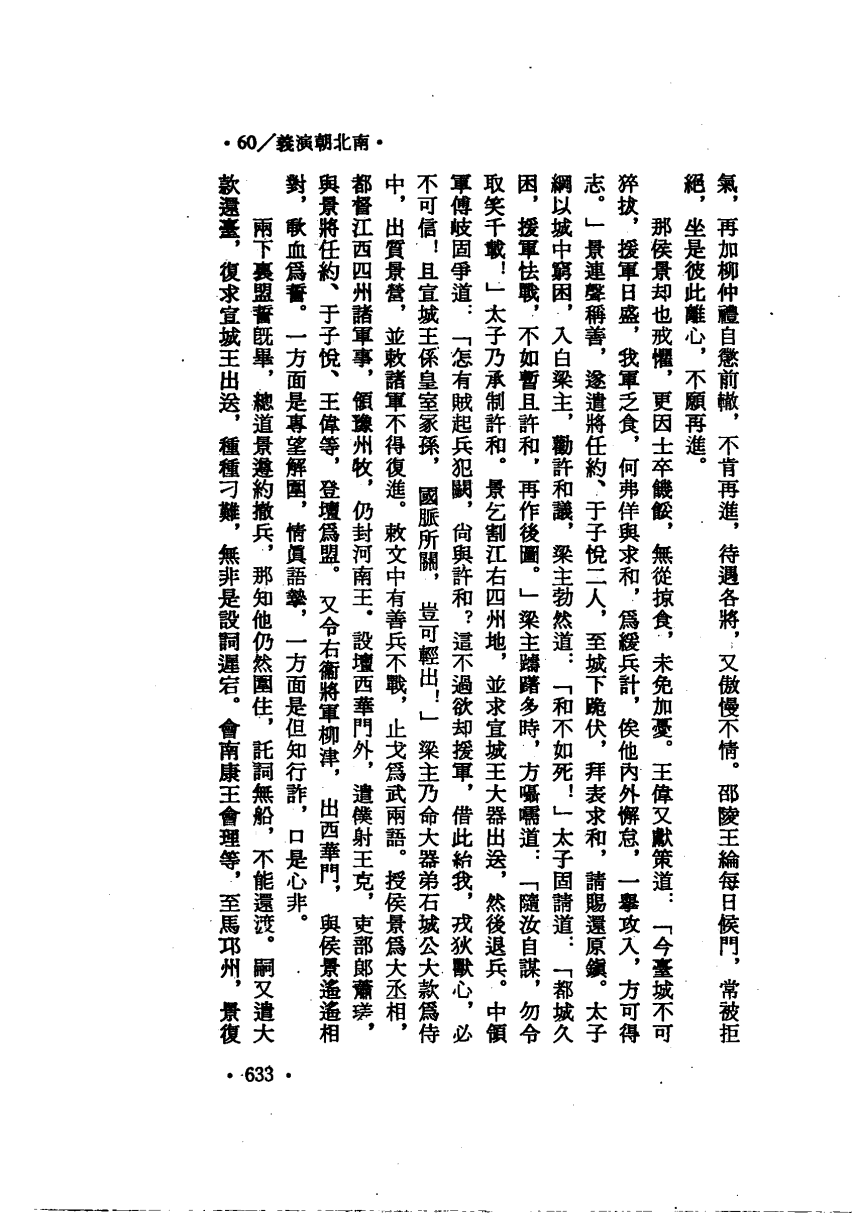 ·60／義演朝北南·
氣，再加柳仲禮自懲前轍，不肯再進，待遇各將，又傲慢不情。邵陵王綸每日候門，常被拒
絕，坐是彼此離心，不願再進。
那侯景却也戒懼，更因士卒饑餒，無從掠食，未免加憂。王偉又獻策道：「今臺城不可
猝拔，援軍日盛，我軍乏食，何弗佯與求和，爲緩兵計，俟他內外懈怠，一舉攻入，方可得
志。」景連聲稱善，遂遣將任約、于子悅二人，至城下跪伏，拜表求和，請賜還原鎭。太子
綱以城中窮困，入白梁主，勸許和議，梁主勃然道：「和不如死！」太子固請道：「都城久
困，援軍怯戰，不如暫且許和，再作後圖。」梁主躊躇多時，方囁嚅道：「隨汝自謀，勿令
取笑千載！」太子乃承制許和。景乞割江右四州地，並求宣城王大器出送，然後退兵。中領
軍傅岐固爭道：「怎有賊起兵犯闕，尙與許和？這不過欲却援軍，借此給我，戎狄獸心，必
不可信！且宣城王係皇室冢孫，國脈所關，豈可輕出！」梁主乃命大器弟石城公大款爲侍
中，出質景營，並敕諸軍不得復進。敕文中有善兵不戰，止戈爲武兩語。授侯景爲大丞相，
都督江西四州諸軍事，領豫州牧，仍封河南王。設壇西華門外，遣僕射王克，吏部郞蕭瑳，
與景將任約、于子悅、王偉等，登壇爲盟。又令右衞將軍柳津，出西華門，與侯景遙遙相
對，歃血爲誓。一方面是專望解圍，情眞語摯，一方面是但知行詐，口是心非。
兩下裏盟誓旣畢，總道景遵約撤兵，那知他仍然圍住，託詞無船，不能還渡。嗣又遣大
款還臺，復求宣城王出送，種種刁難，無非是設詞遲宕。會南康王會理等，至馬邛州，景復
·633·